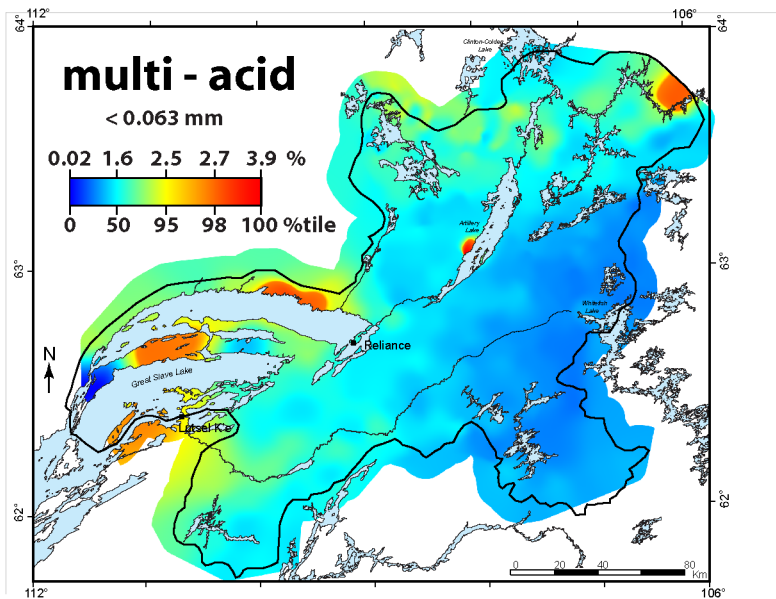 112°
106°
64°
64°
multi - acid
< 0.063 mm
0.02 1.6 2.5 2.7 3.9 %
0 50 95 98 100 %tile
Clinton-Colden
Lake
Artillery
Lake
63°
63°
Whitefish
Lake
N
Reliance
Great Slave Lake
Lutsel K'e
62°
62°
0 20 40 80
Km
112°
106°